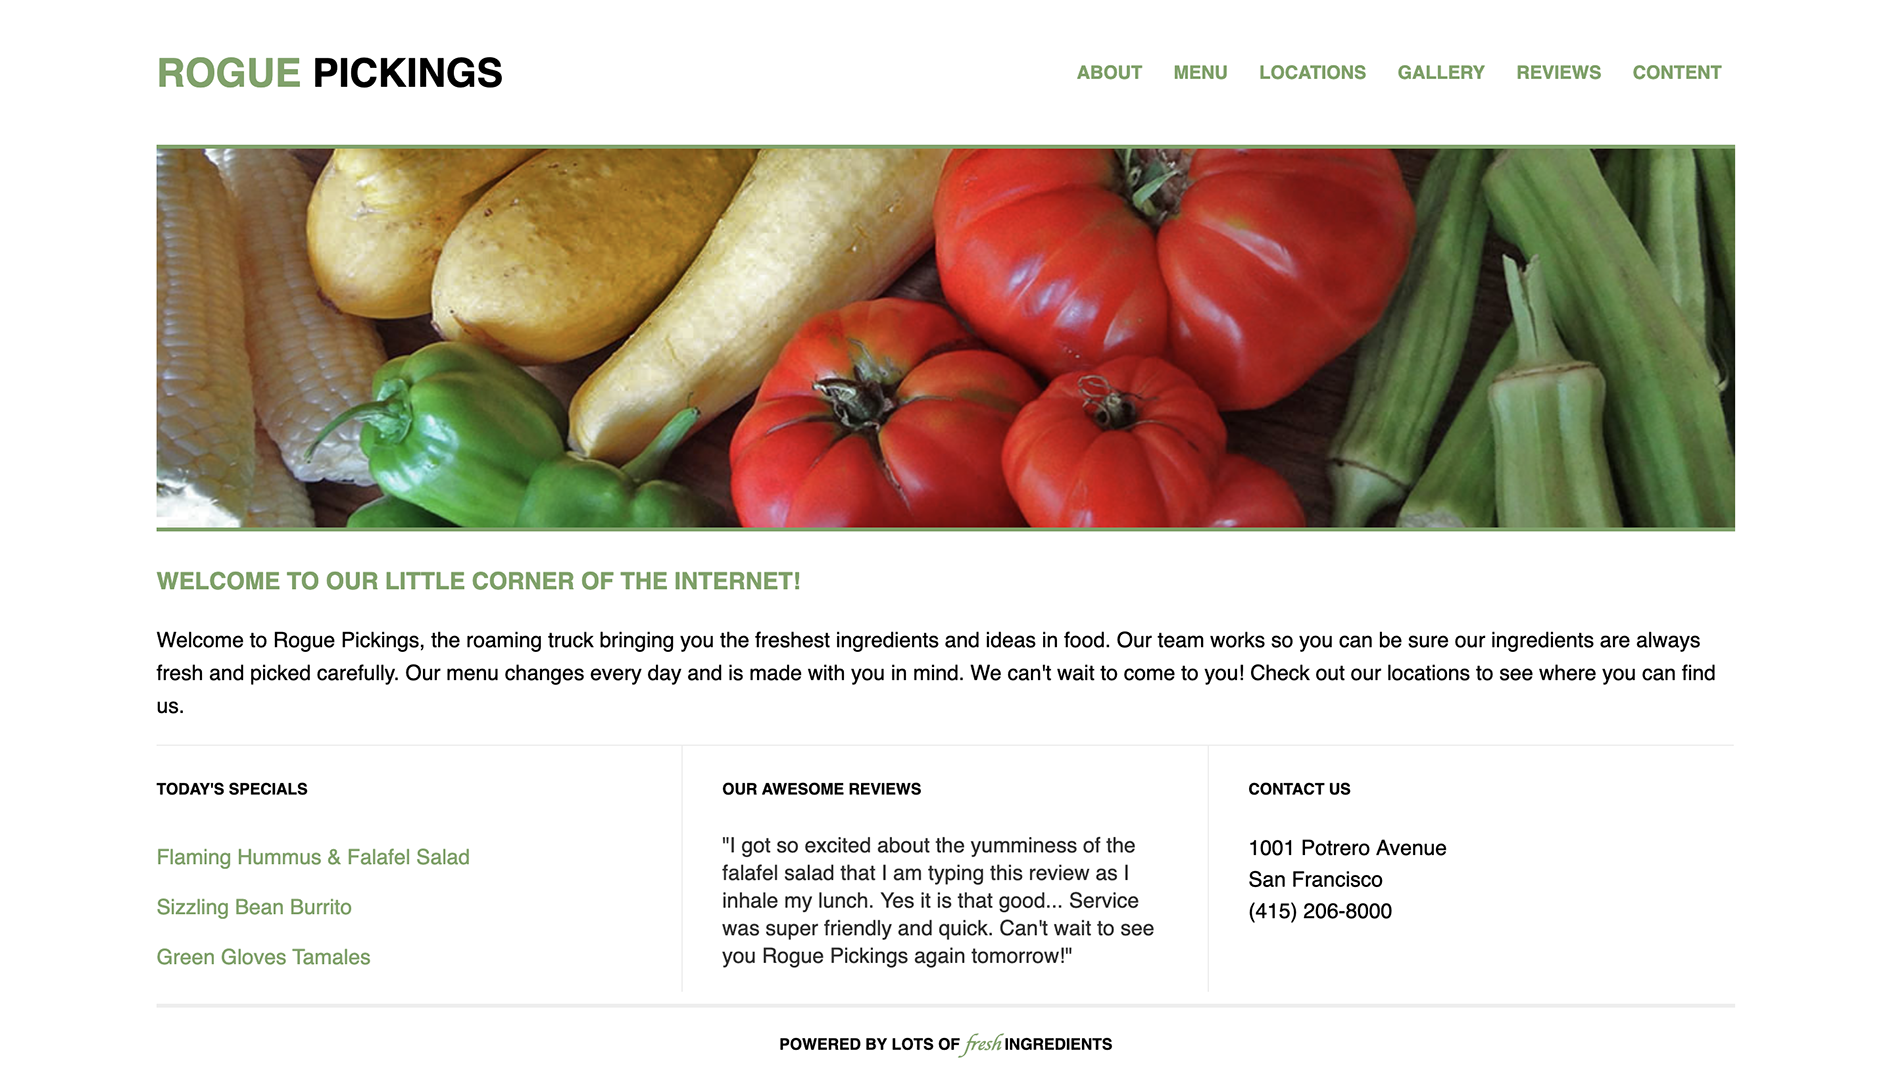 ROGUE PICKINGS
ABOUT MENU LOCATIONS GALLERY REVIEWS CONTENT
WELCOME TO OUR LITTLE CORNER OF THE INTERNET!
Welcome to Rogue Pickings, the roaming truck bringing you the freshest ingredients and ideas in food. Our team works so you can be sure our ingredients are always
fresh and picked carefully. Our menu changes every day and is made with you in mind. We can't wait to come to you! Check out our locations to see where you can find
us.
TODAY'S SPECIALS
Flaming Hummus & Falafel Salad
Sizzling Bean Burrito
Green Gloves Tamales
OUR AWESOME REVIEWS
"I got so excited about the yumminess of the
falafel salad that I am typing this review as I
inhale my lunch. Yes it is that good... Service
was super friendly and quick. Can't wait to see
you Rogue Pickings again tomorrow!"
CONTACT US
1001 Potrero Avenue
San Francisco
(415) 206-8000
POWERED BY LOTS OF fresh INGREDIENTS